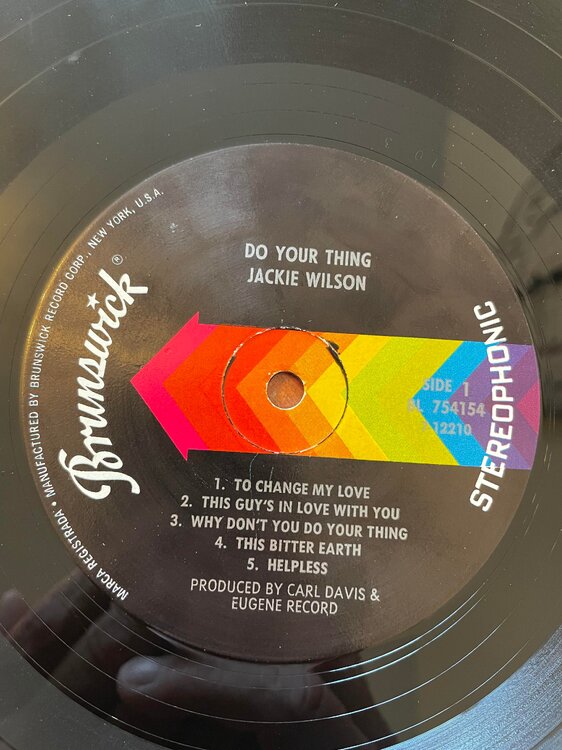 DO YOUR THING
JACKIE WILSON
Brunswick®
STEREOPHONIC
SIDE 1
754154
12210
1. TO CHANGE MY LOVE
2. THIS GUY'S IN LOVE WITH YOU
3. WHY DON'T YOU DO YOUR THING
4. THIS BITTER EARTH
5. HELPLESS
PRODUCED BY CARL DAVIS &
EUGENE RECORD
MARCA REGISTRADA • MANUFACTURED BY BRUNSWICK RECORD CORP., NEW YORK, U.S.A.